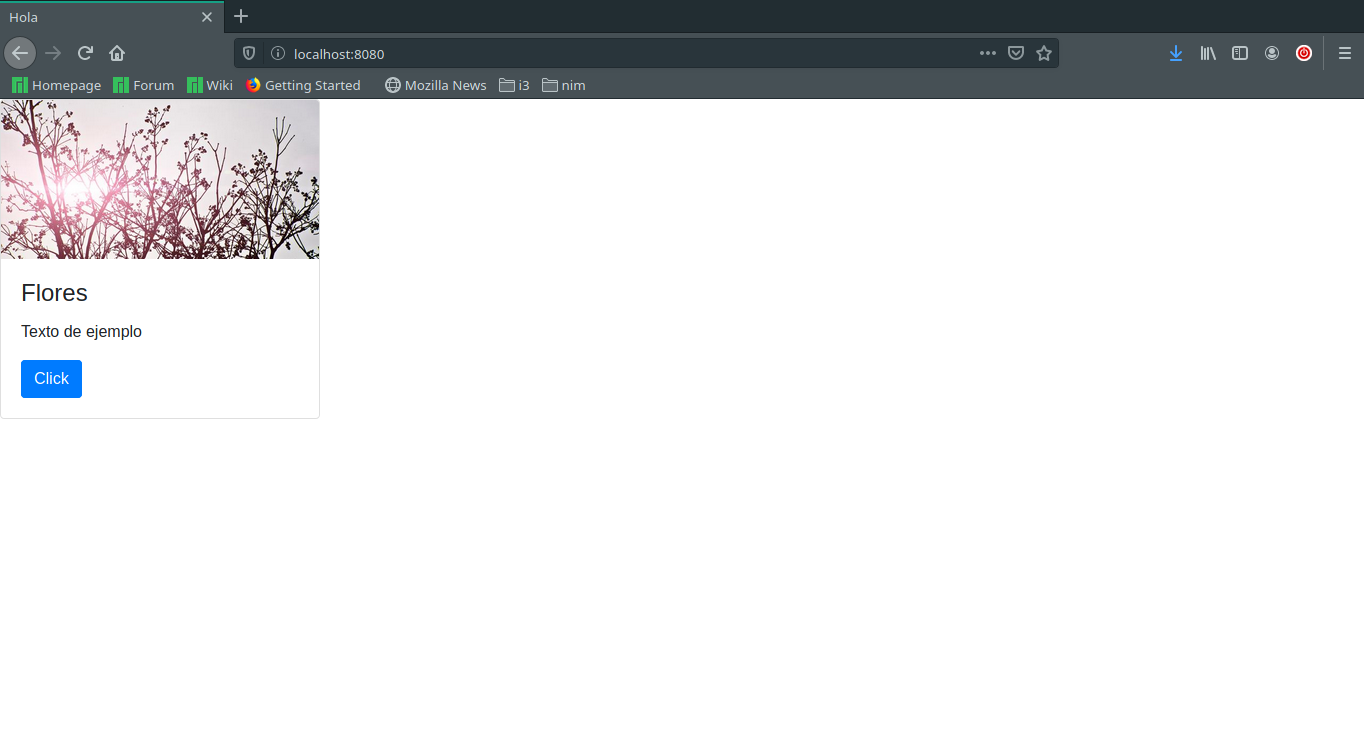 Hola
localhost:8080
Homepage Forum Wiki Getting Started Mozilla News i3 nim
Flores
Texto de ejemplo
Click